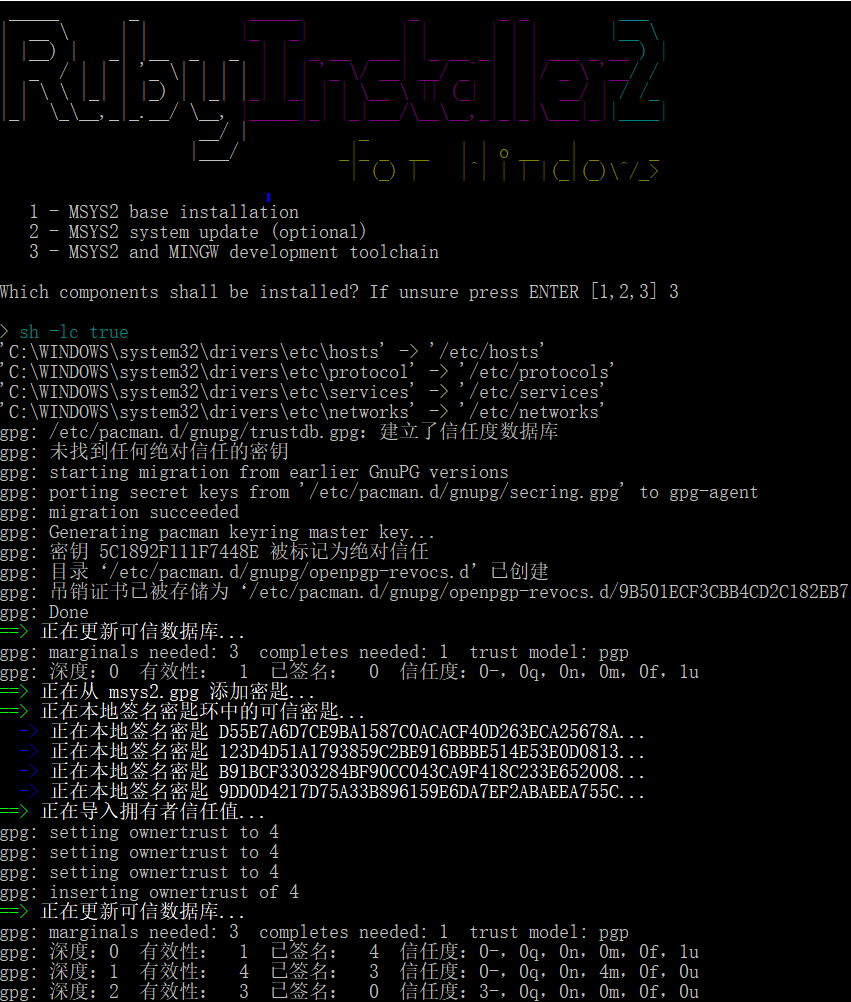 RubyInstaller2
for Windows
1 - MSYS2 base installation
2 - MSYS2 system update (optional)
3 - MSYS2 and MINGW development toolchain
Which components shall be installed? If unsure press ENTER [1,2,3] 3
> sh -lc true
'C:\WINDOWS\system32\drivers\etc\hosts' -> '/etc/hosts'
'C:\WINDOWS\system32\drivers\etc\protocol' -> '/etc/protocols'
'C:\WINDOWS\system32\drivers\etc\services' -> '/etc/services'
'C:\WINDOWS\system32\drivers\etc\networks' -> '/etc/networks'
gpg: /etc/pacman.d/gnupg/trustdb.gpg：建立了信任度数据库
gpg: 未找到任何绝对信任的密钥
gpg: starting migration from earlier GnuPG versions
gpg: porting secret keys from '/etc/pacman.d/gnupg/secring.gpg' to gpg-agent
gpg: migration succeeded
gpg: Generating pacman keyring master key...
gpg: 密钥 5C1892F111F7448E 被标记为绝对信任
gpg: 目录‘/etc/pacman.d/gnupg/openpgp-revocs.d’已创建
gpg: 吊销证书已被存储为‘/etc/pacman.d/gnupg/openpgp-revocs.d/9B501ECF3CBB4CD2C182EB7
gpg: Done
==> 正在更新可信数据库...
gpg: marginals needed: 3  completes needed: 1  trust model: pgp
gpg: 深度：0  有效性：  1  已签名：  0  信任度：0-，0q，0n，0m，0f，1u
==> 正在从 msys2.gpg 添加密匙...
==> 正在本地签名密匙环中的可信密匙...
-> 正在本地签名密匙 D55E7A6D7CE9BA1587C0ACACF40D263ECA25678A...
-> 正在本地签名密匙 123D4D51A1793859C2BE916BBBE514E53E0D0813...
-> 正在本地签名密匙 B91BCF3303284BF90CC043CA9F418C233E652008...
-> 正在本地签名密匙 9DD0D4217D75A33B896159E6DA7EF2ABAEEA755C...
==> 正在导入拥有者信任值...
gpg: setting ownertrust to 4
gpg: setting ownertrust to 4
gpg: setting ownertrust to 4
gpg: inserting ownertrust of 4
==> 正在更新可信数据库...
gpg: marginals needed: 3  completes needed: 1  trust model: pgp
gpg: 深度：0  有效性：  1  已签名：  4  信任度：0-，0q，0n，0m，0f，1u
gpg: 深度：1  有效性：  4  已签名：  3  信任度：0-，0q，0n，4m，0f，0u
gpg: 深度：2  有效性：  3  已签名：  0  信任度：3-，0q，0n，0m，0f，0u